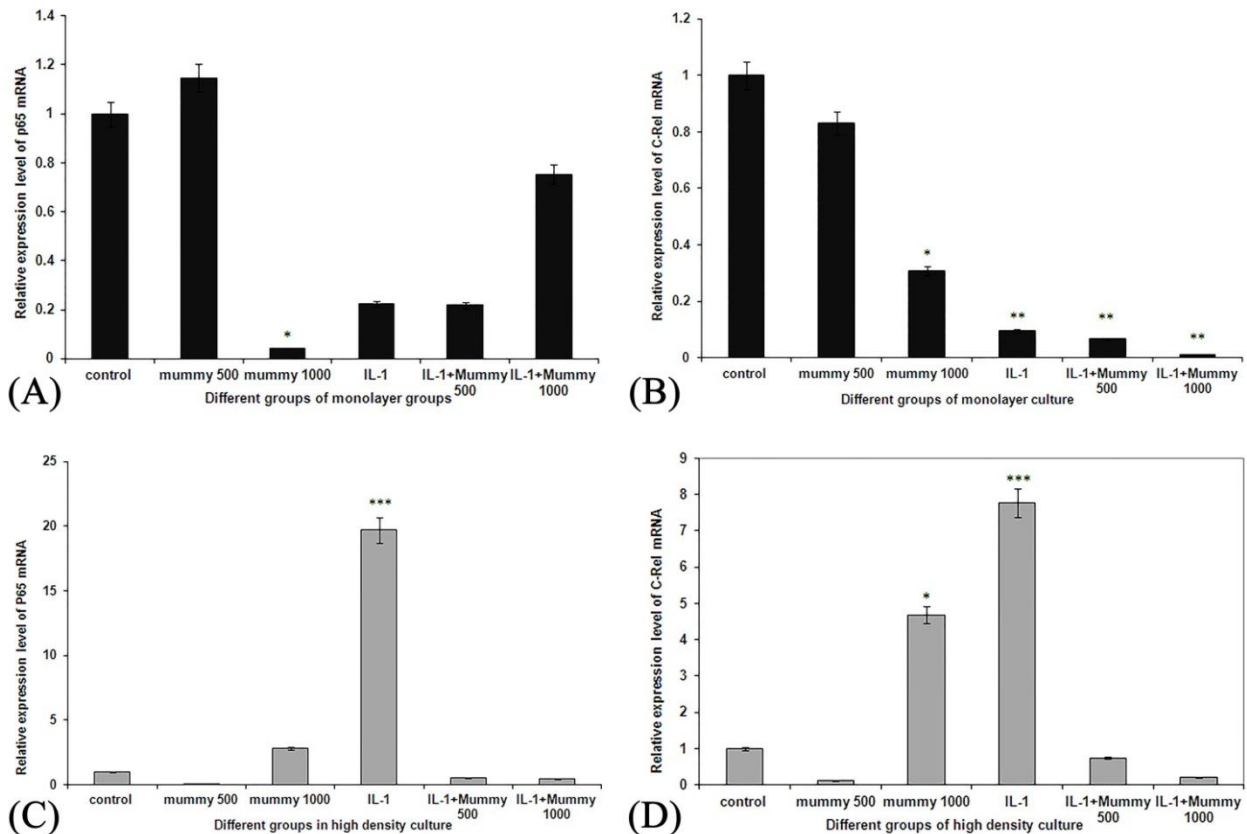 1.4
1.2
1
0.8
0.6
0.4
0.2
0
Relative expression level of p65 mRNA
*
control
mummy 500
mummy 1000
IL-1
IL-1+Mummy
500
IL-1+Mummy
1000
Different groups of monolayer groups
(A)
1.2
1
0.8
0.6
0.4
0.2
0
Relative expression level of C-Rel mRNA
*
**
**
**
control
mummy 500
mummy 1000
IL-1
IL-1+Mummy
500
IL-1+Mummy
1000
Different groups of monolayer culture
(B)
25
20
15
10
5
0
Relative expression level of P65 mRNA
***
control
mummy 500
mummy 1000
IL-1
IL-1+Mummy
500
IL-1+Mummy
1000
Different groups in high density culture
(C)
9
8
7
6
5
4
3
2
1
0
Relative expression level of C-Rel mRNA
*
***
control
mummy 500
mummy 1000
IL-1
IL-1+Mummy
500
IL-1+Mummy
1000
Different groups of high density culture
(D)